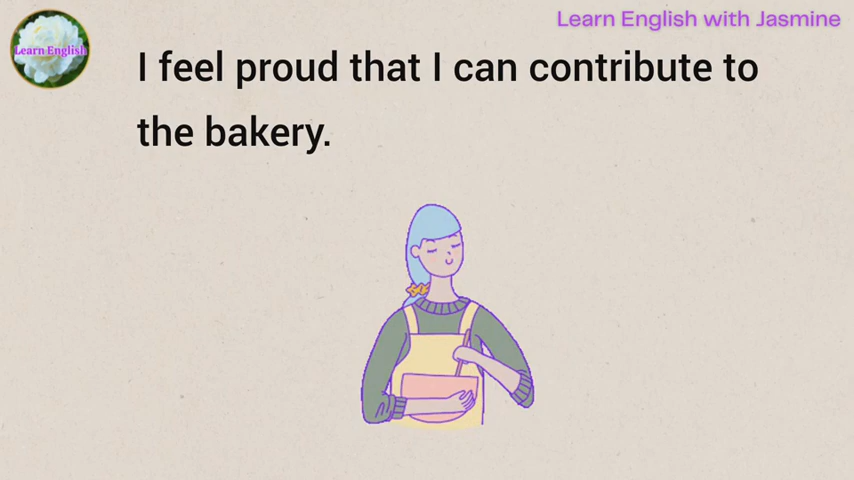 Learn English with Jasmine
Learn English
I feel proud that I can contribute to
the bakery.